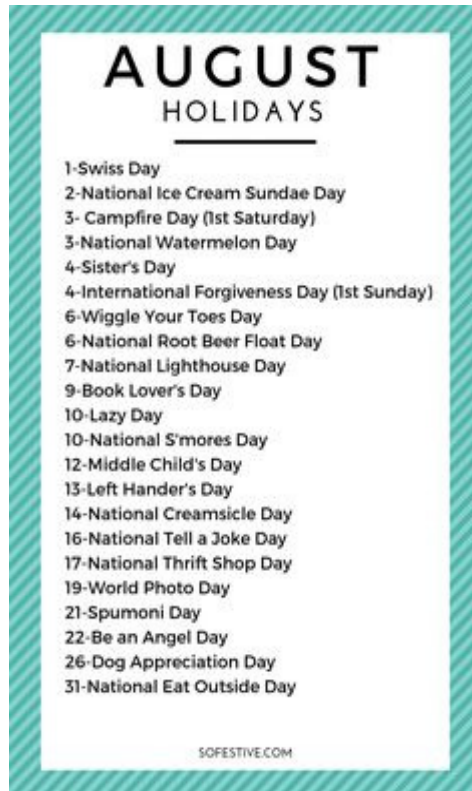 AUGUST
HOLIDAYS
1-Swiss Day
2-National Ice Cream Sundae Day
3- Campfire Day (1st Saturday)
3-National Watermelon Day
4-Sister's Day
4-International Forgiveness Day (1st Sunday)
6-Wiggle Your Toes Day
6-National Root Beer Float Day
7-National Lighthouse Day
9-Book Lover's Day
10-Lazy Day
10-National S'mores Day
12-Middle Child's Day
13-Left Hander's Day
14-National Creamsicle Day
16-National Tell a Joke Day
17-National Thrift Shop Day
19-World Photo Day
21-Spumoni Day
22-Be an Angel Day
26-Dog Appreciation Day
31-National Eat Outside Day
SOFESTIVE.COM